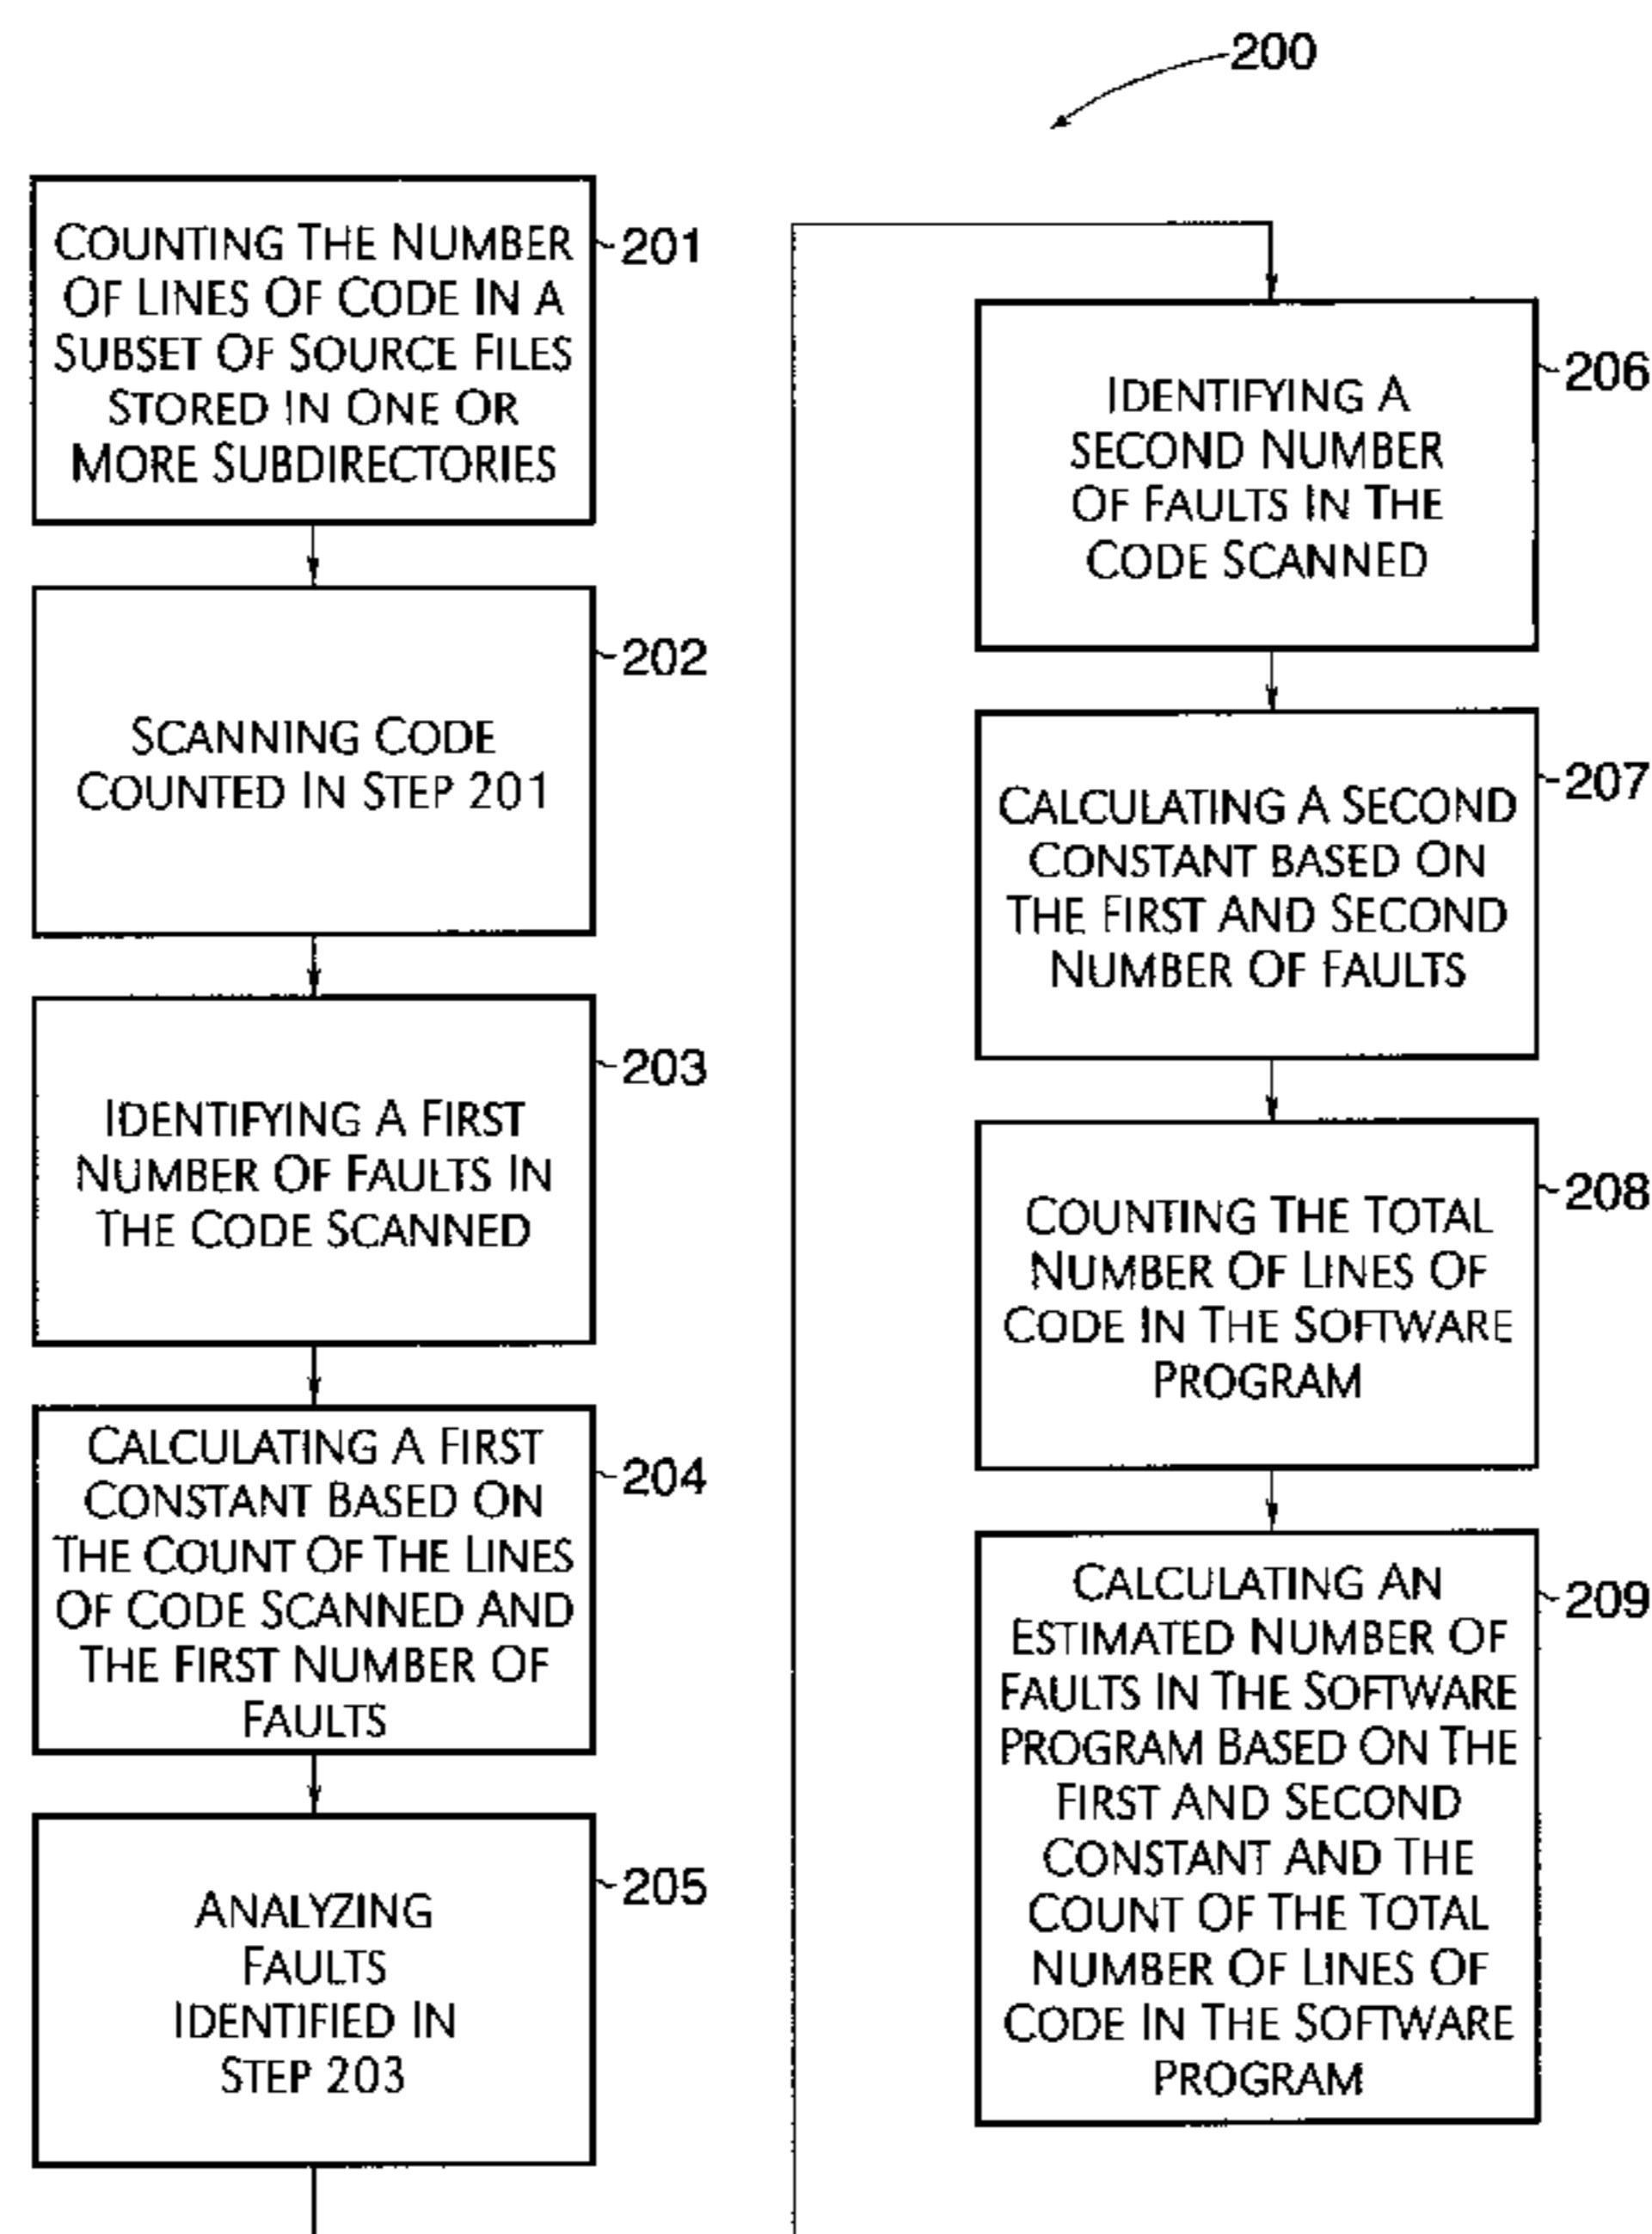 200
COUNTING THE NUMBER
OF LINES OF CODE IN A
SUBSET OF SOURCE FILES
STORED IN ONE OR
MORE SUBDIRECTORIES
201
SCANNING CODE
COUNTED IN STEP 201
202
IDENTIFYING A FIRST
NUMBER OF FAULTS IN
THE CODE SCANNED
203
CALCULATING A FIRST
CONSTANT BASED ON
THE COUNT OF THE LINES
OF CODE SCANNED AND
THE FIRST NUMBER OF
FAULTS
204
ANALYZING
FAULTS
IDENTIFIED IN
STEP 203
205
IDENTIFYING A
SECOND NUMBER
OF FAULTS IN THE
CODE SCANNED
206
CALCULATING A SECOND
CONSTANT BASED ON
THE FIRST AND SECOND
NUMBER OF FAULTS
207
COUNTING THE TOTAL
NUMBER OF LINES OF
CODE IN THE SOFTWARE
PROGRAM
208
CALCULATING AN
ESTIMATED NUMBER OF
FAULTS IN THE SOFTWARE
PROGRAM BASED ON THE
FIRST AND SECOND
CONSTANT AND THE
COUNT OF THE TOTAL
NUMBER OF LINES OF
CODE IN THE SOFTWARE
PROGRAM
209